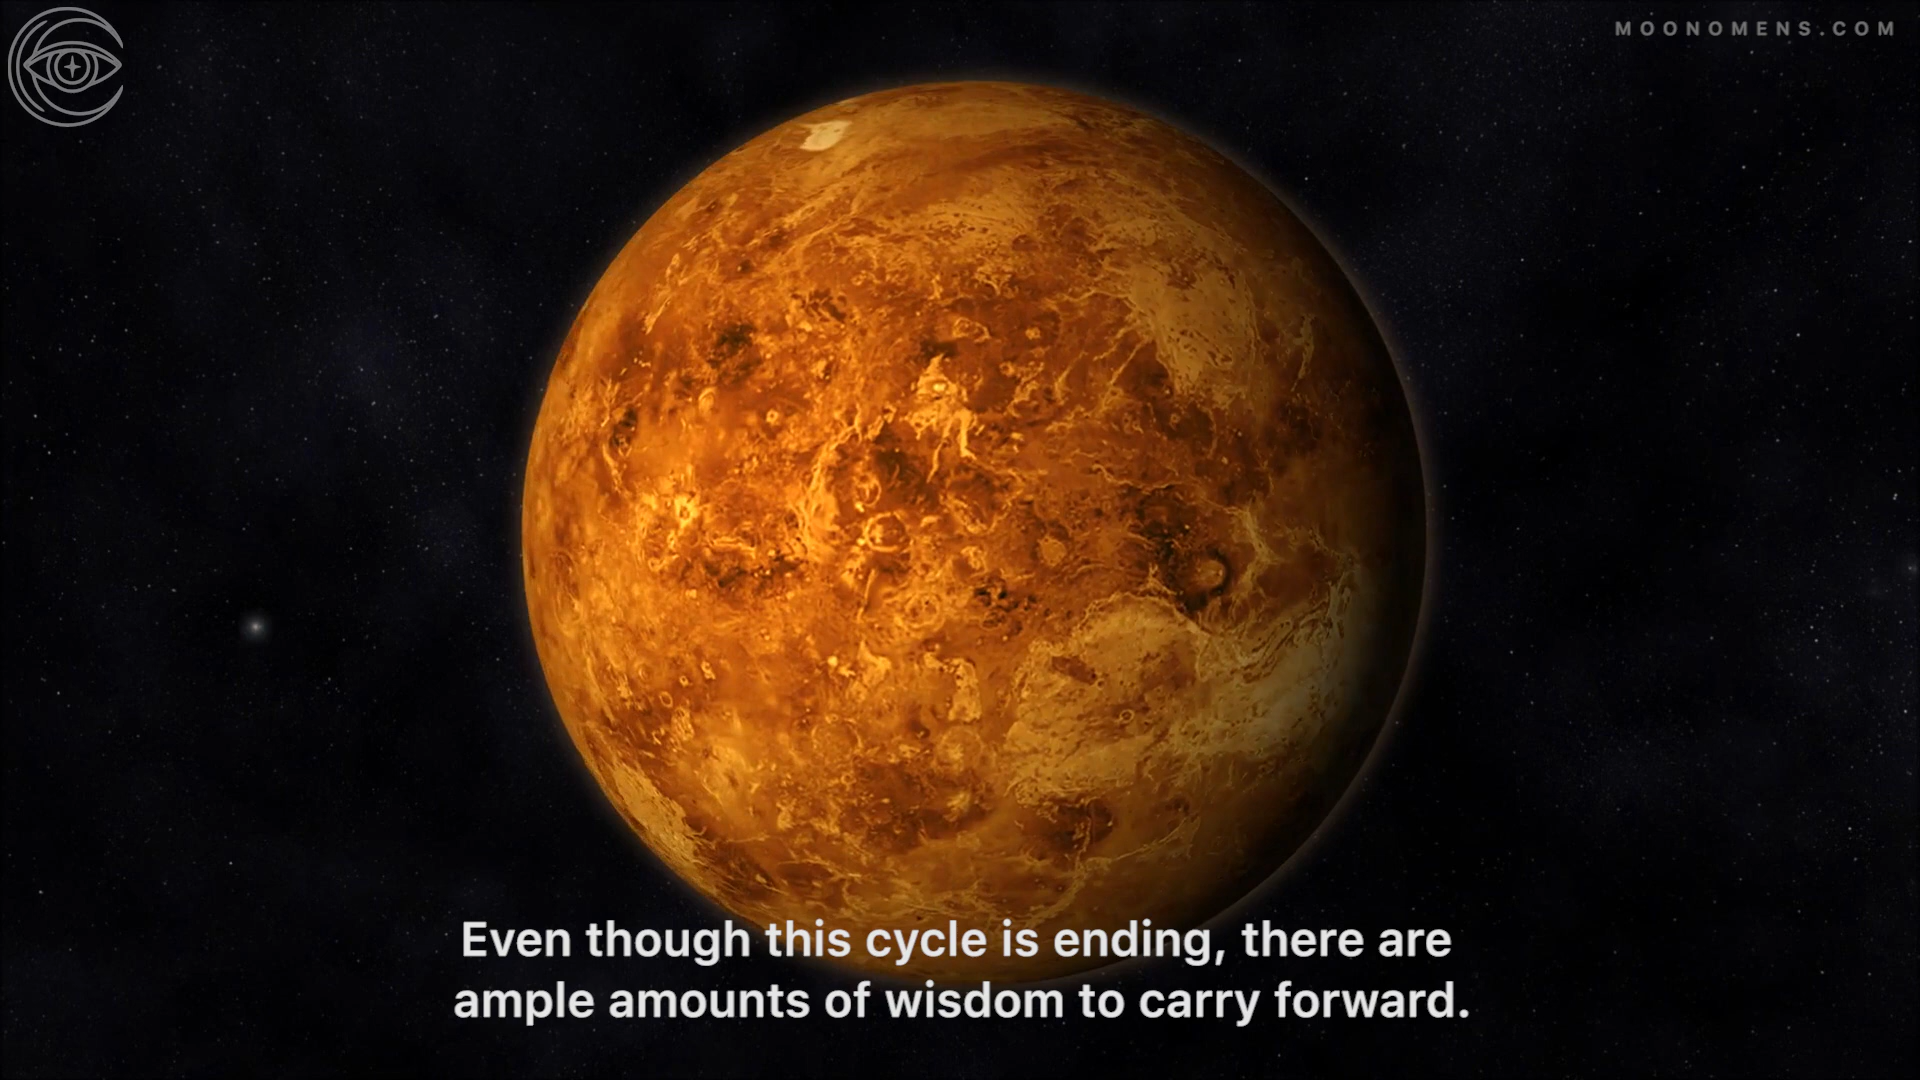 MOONOMENS.COM
Even though this cycle is ending, there are
ample amounts of wisdom to carry forward.